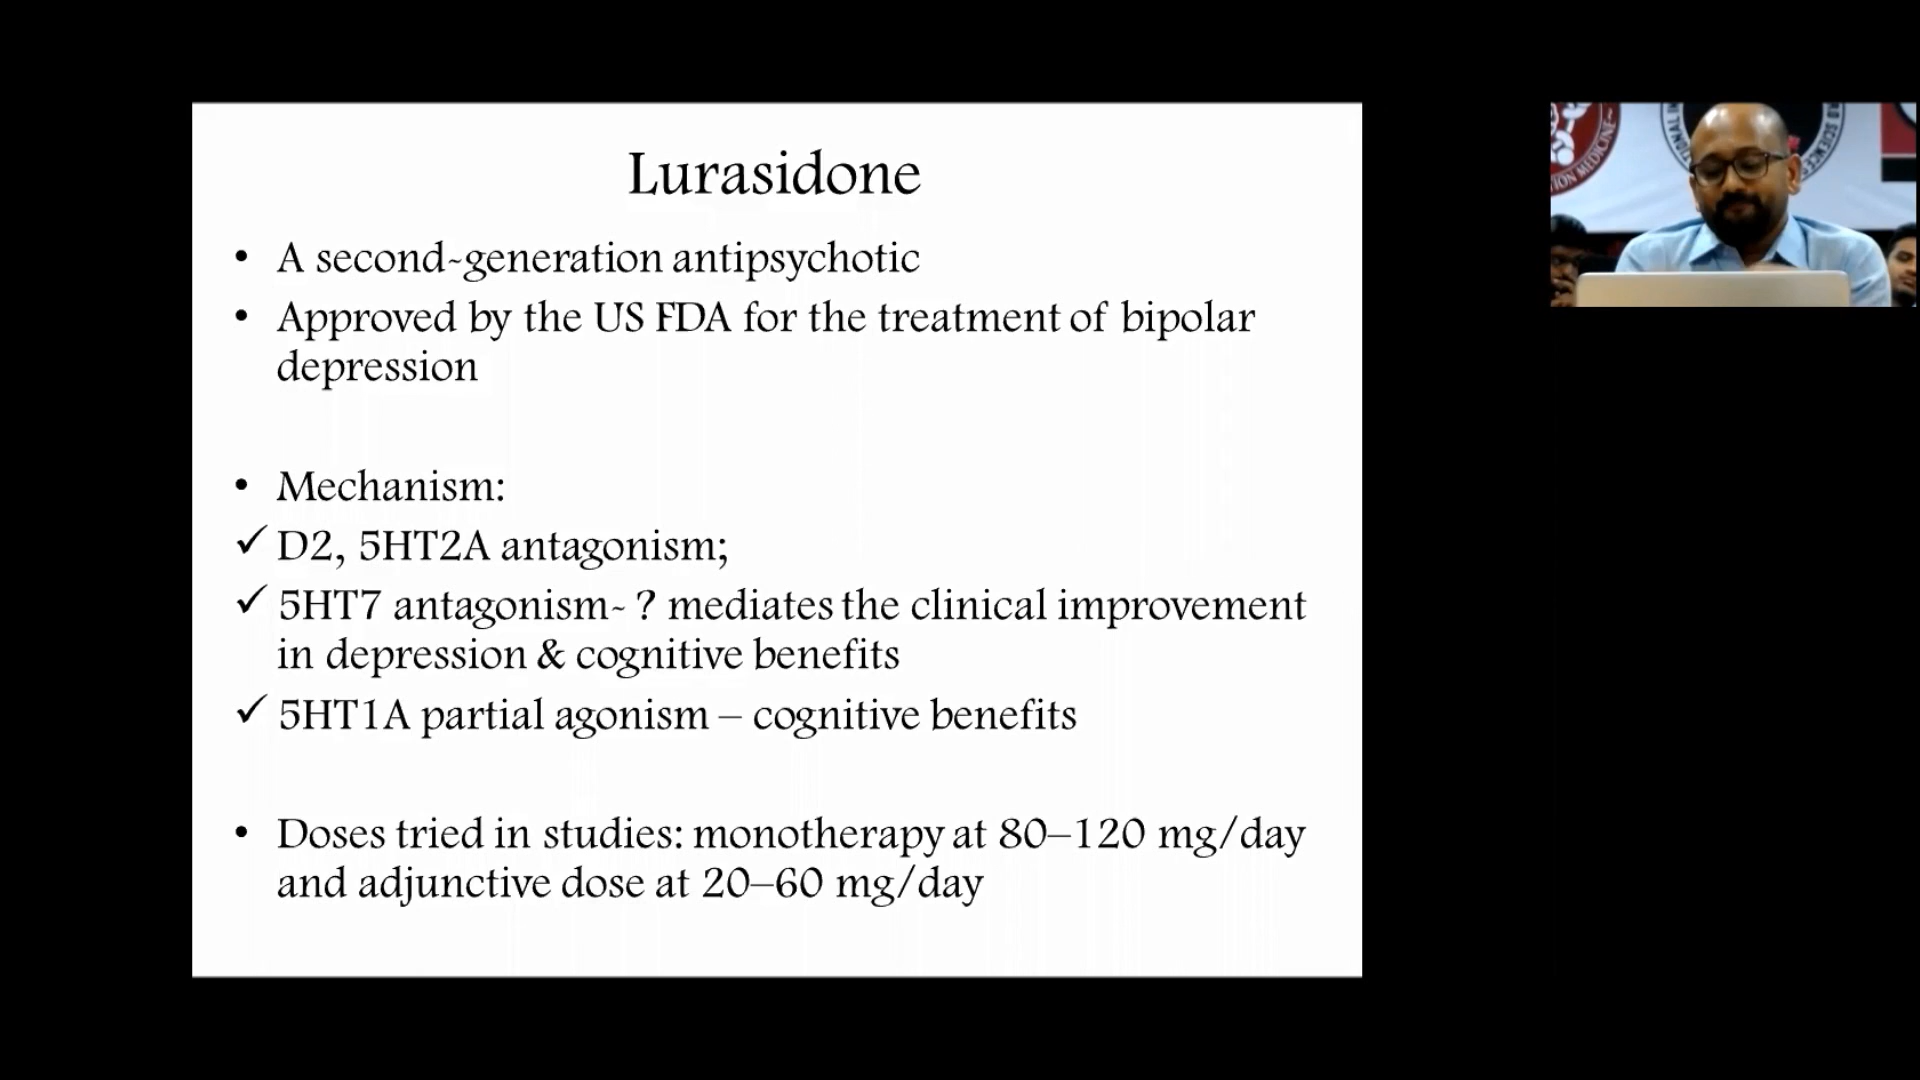 Lurasidone
• A second-generation antipsychotic
• Approved by the US FDA for the treatment of bipolar
depression
• Mechanism:
✓ D2, 5HT2A antagonism;
✓ 5HT7 antagonism- ? mediates the clinical improvement
in depression & cognitive benefits
✓ 5HT1A partial agonism – cognitive benefits
• Doses tried in studies: monotherapy at 80–120 mg/day
and adjunctive dose at 20–60 mg/day
MEDICINE